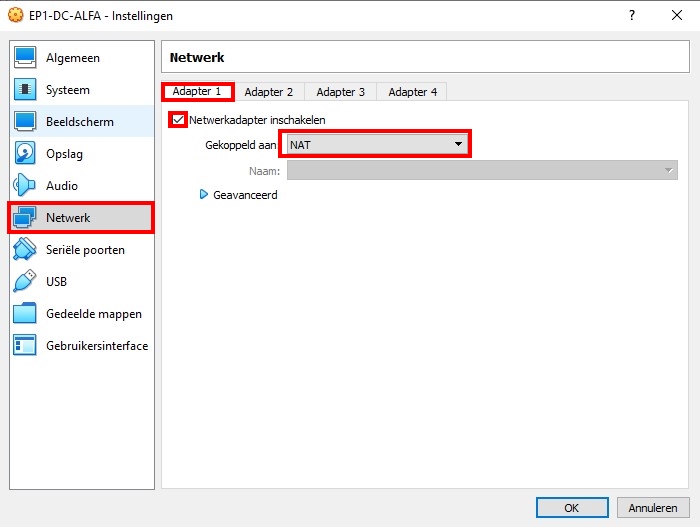 EP1-DC-ALFA - Instellingen
Algemeen
Systeem
Beeldscherm
Opslag
Audio
Netwerk
Seriële poorten
USB
Gedeelde mappen
Gebruikersinterface
Netwerk
Adapter 1 Adapter 2 Adapter 3 Adapter 4
Netwerkadapter inschakelen
Gekoppeld aan: NAT
Naam:
Geavanceerd
OK Annuleren